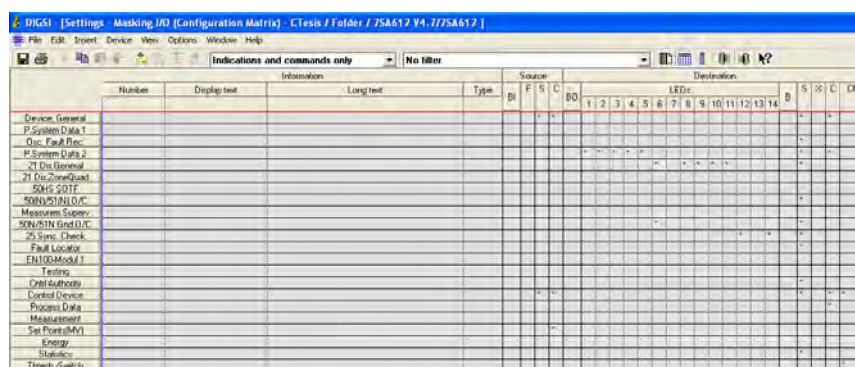 DIGSI - [Settings - Masking I/O (Configuration Matrix) - CTesis / Folder / 7SA612 V4.7/7SA612 ]
File Edit Insert Device View Options Window Help
Indications and commands only No filter
Information Source Destination
Number Display text Long text Type BI F S C BO LEDs B S X C
1 2 3 4 5 6 7 8 9 10 11 12 13 14
Device, General
P.System Data 1
Osc. Fault Rec.
P.System Data 2
21 Dis.General
21 Dis.ZoneQuad
50HS SOTF
50(N)/51(N) O/C
Measurem.Superv
50N/51N Gnd.O/C
25 Sync. Check
Fault Locator
EN100-Modul 1
Testing
Cntrl Authority
Control Device
Process Data
Measurement
Set Points(MV)
Energy
Statistics
Thresh.-Switch